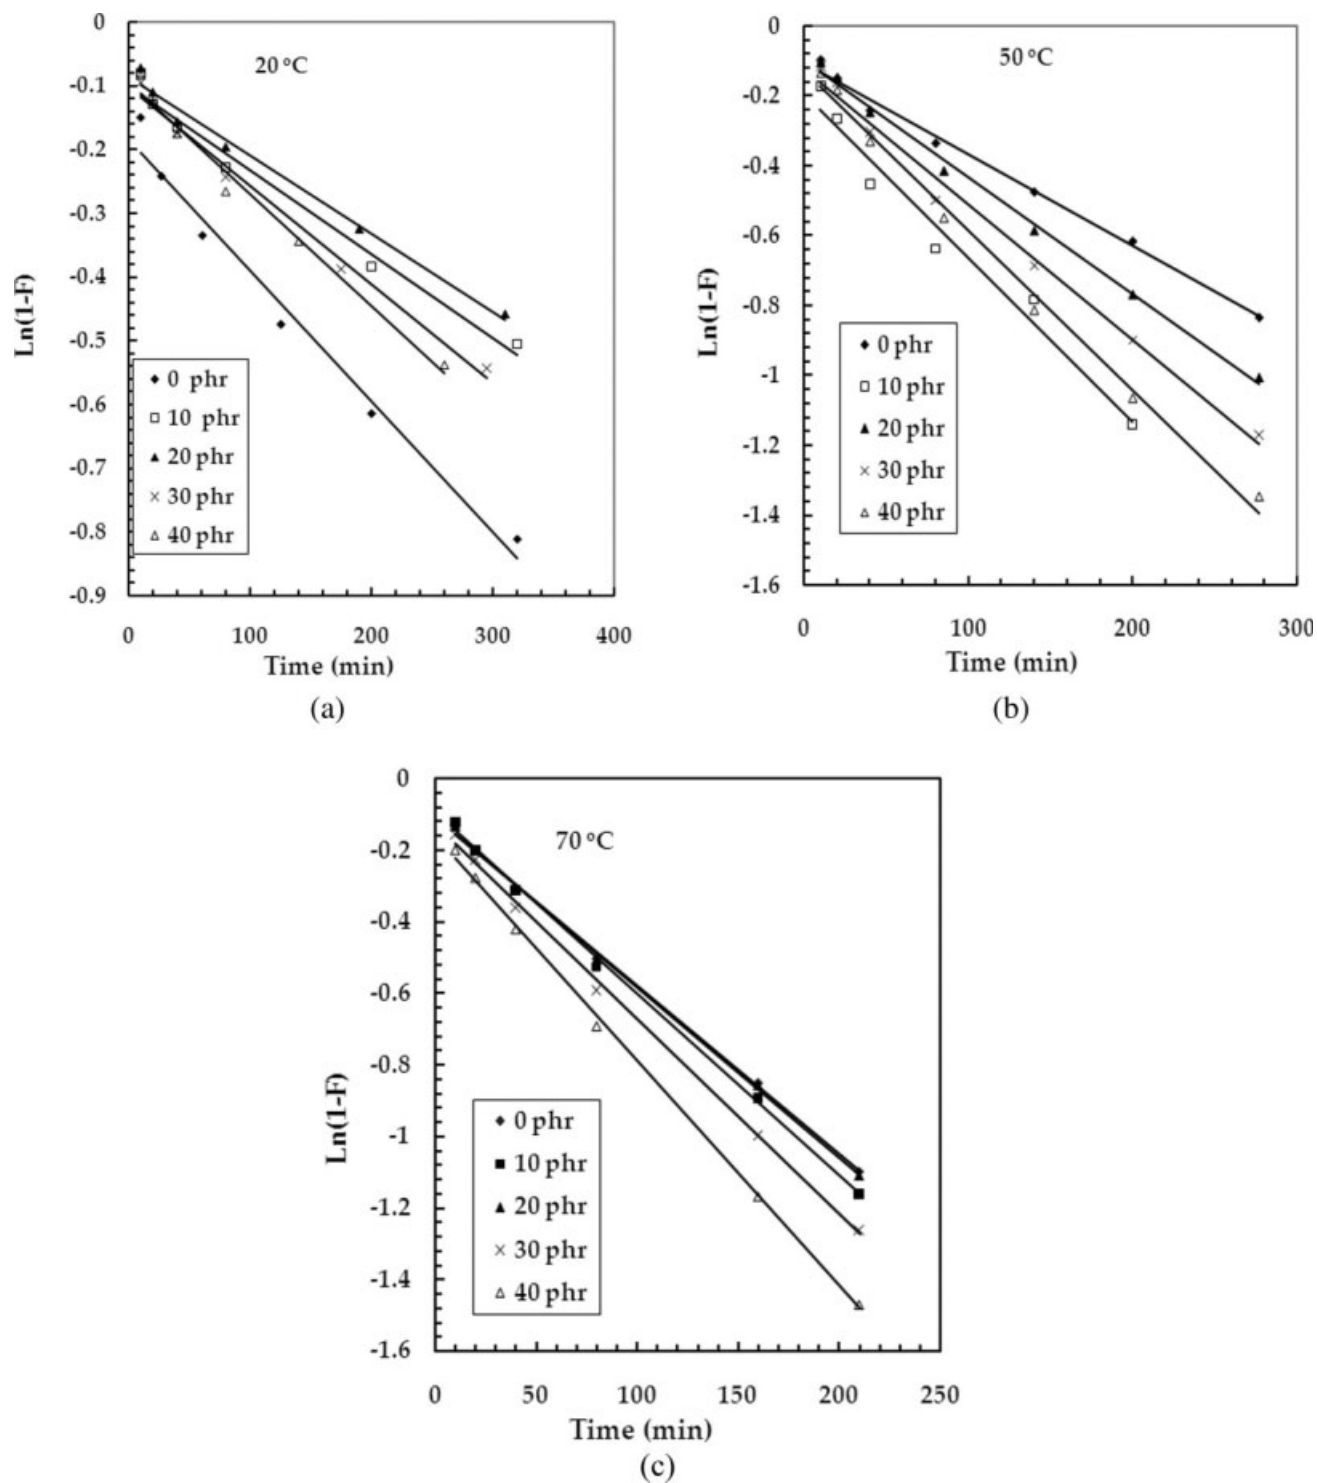 20 °C
0
-0.1
-0.2
-0.3
-0.4
-0.5
-0.6
-0.7
-0.8
-0.9
Ln(1-F)
0 phr
10 phr
20 phr
30 phr
40 phr
0 100 200 300 400
Time (min)
(a)
50 °C
0
-0.2
-0.4
-0.6
-0.8
-1
-1.2
-1.4
-1.6
Ln(1-F)
0 phr
10 phr
20 phr
30 phr
40 phr
0 100 200 300
Time (min)
(b)
70 °C
0
-0.2
-0.4
-0.6
-0.8
-1
-1.2
-1.4
-1.6
Ln(1-F)
0 phr
10 phr
20 phr
30 phr
40 phr
0 50 100 150 200 250
Time (min)
(c)